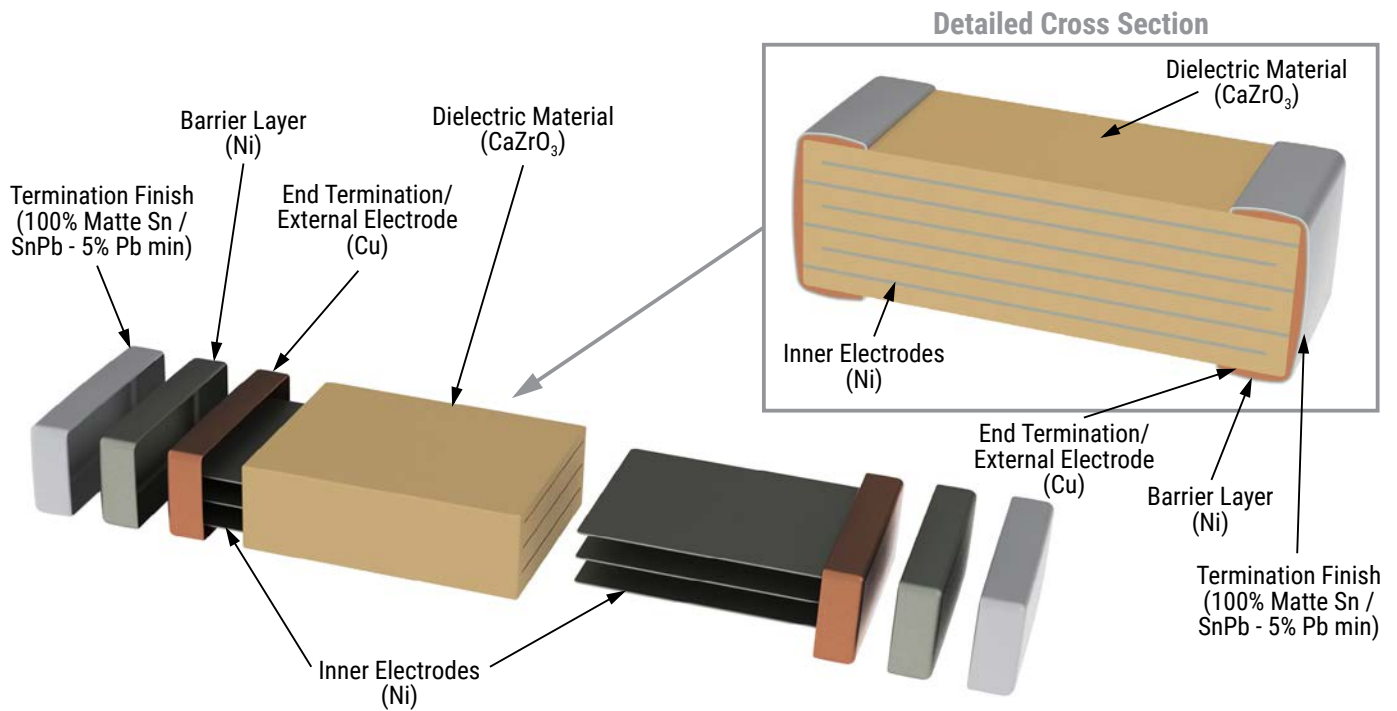 Detailed Cross Section
Dielectric Material
(CaZrO₃)
Inner Electrodes
(Ni)
End Termination/
External Electrode
(Cu)
Barrier Layer
(Ni)
Termination Finish
(100% Matte Sn /
SnPb - 5% Pb min)
Termination Finish
(100% Matte Sn /
SnPb - 5% Pb min)
Barrier Layer
(Ni)
End Termination/
External Electrode
(Cu)
Dielectric Material
(CaZrO₃)
Inner Electrodes
(Ni)